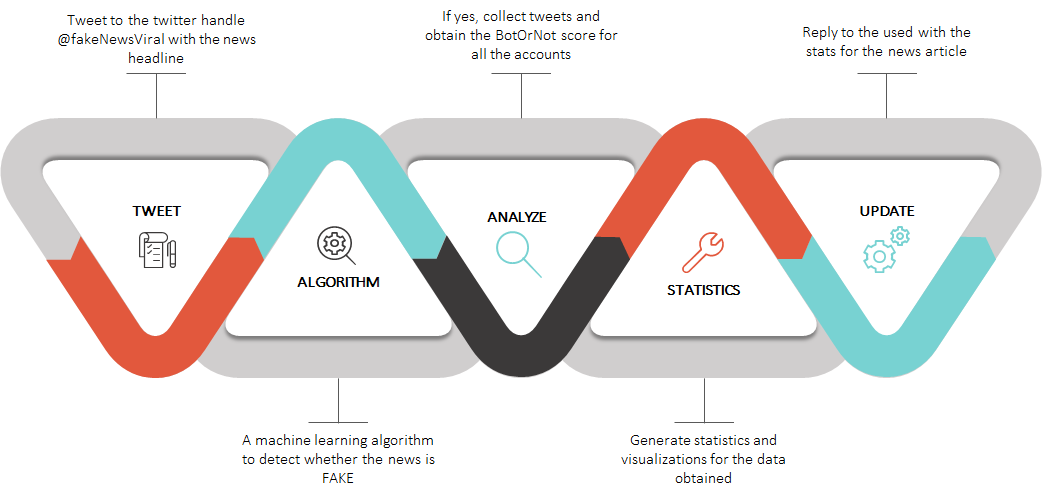 Tweet to the twitter handle
@fakeNewsViral with the news
headline
If yes, collect tweets and
obtain the BotOrNot score for
all the accounts
Reply to the used with the
stats for the news article
TWEET
ALGORITHM
ANALYZE
STATISTICS
UPDATE
A machine learning algorithm
to detect whether the news is
FAKE
Generate statistics and
visualizations for the data
obtained